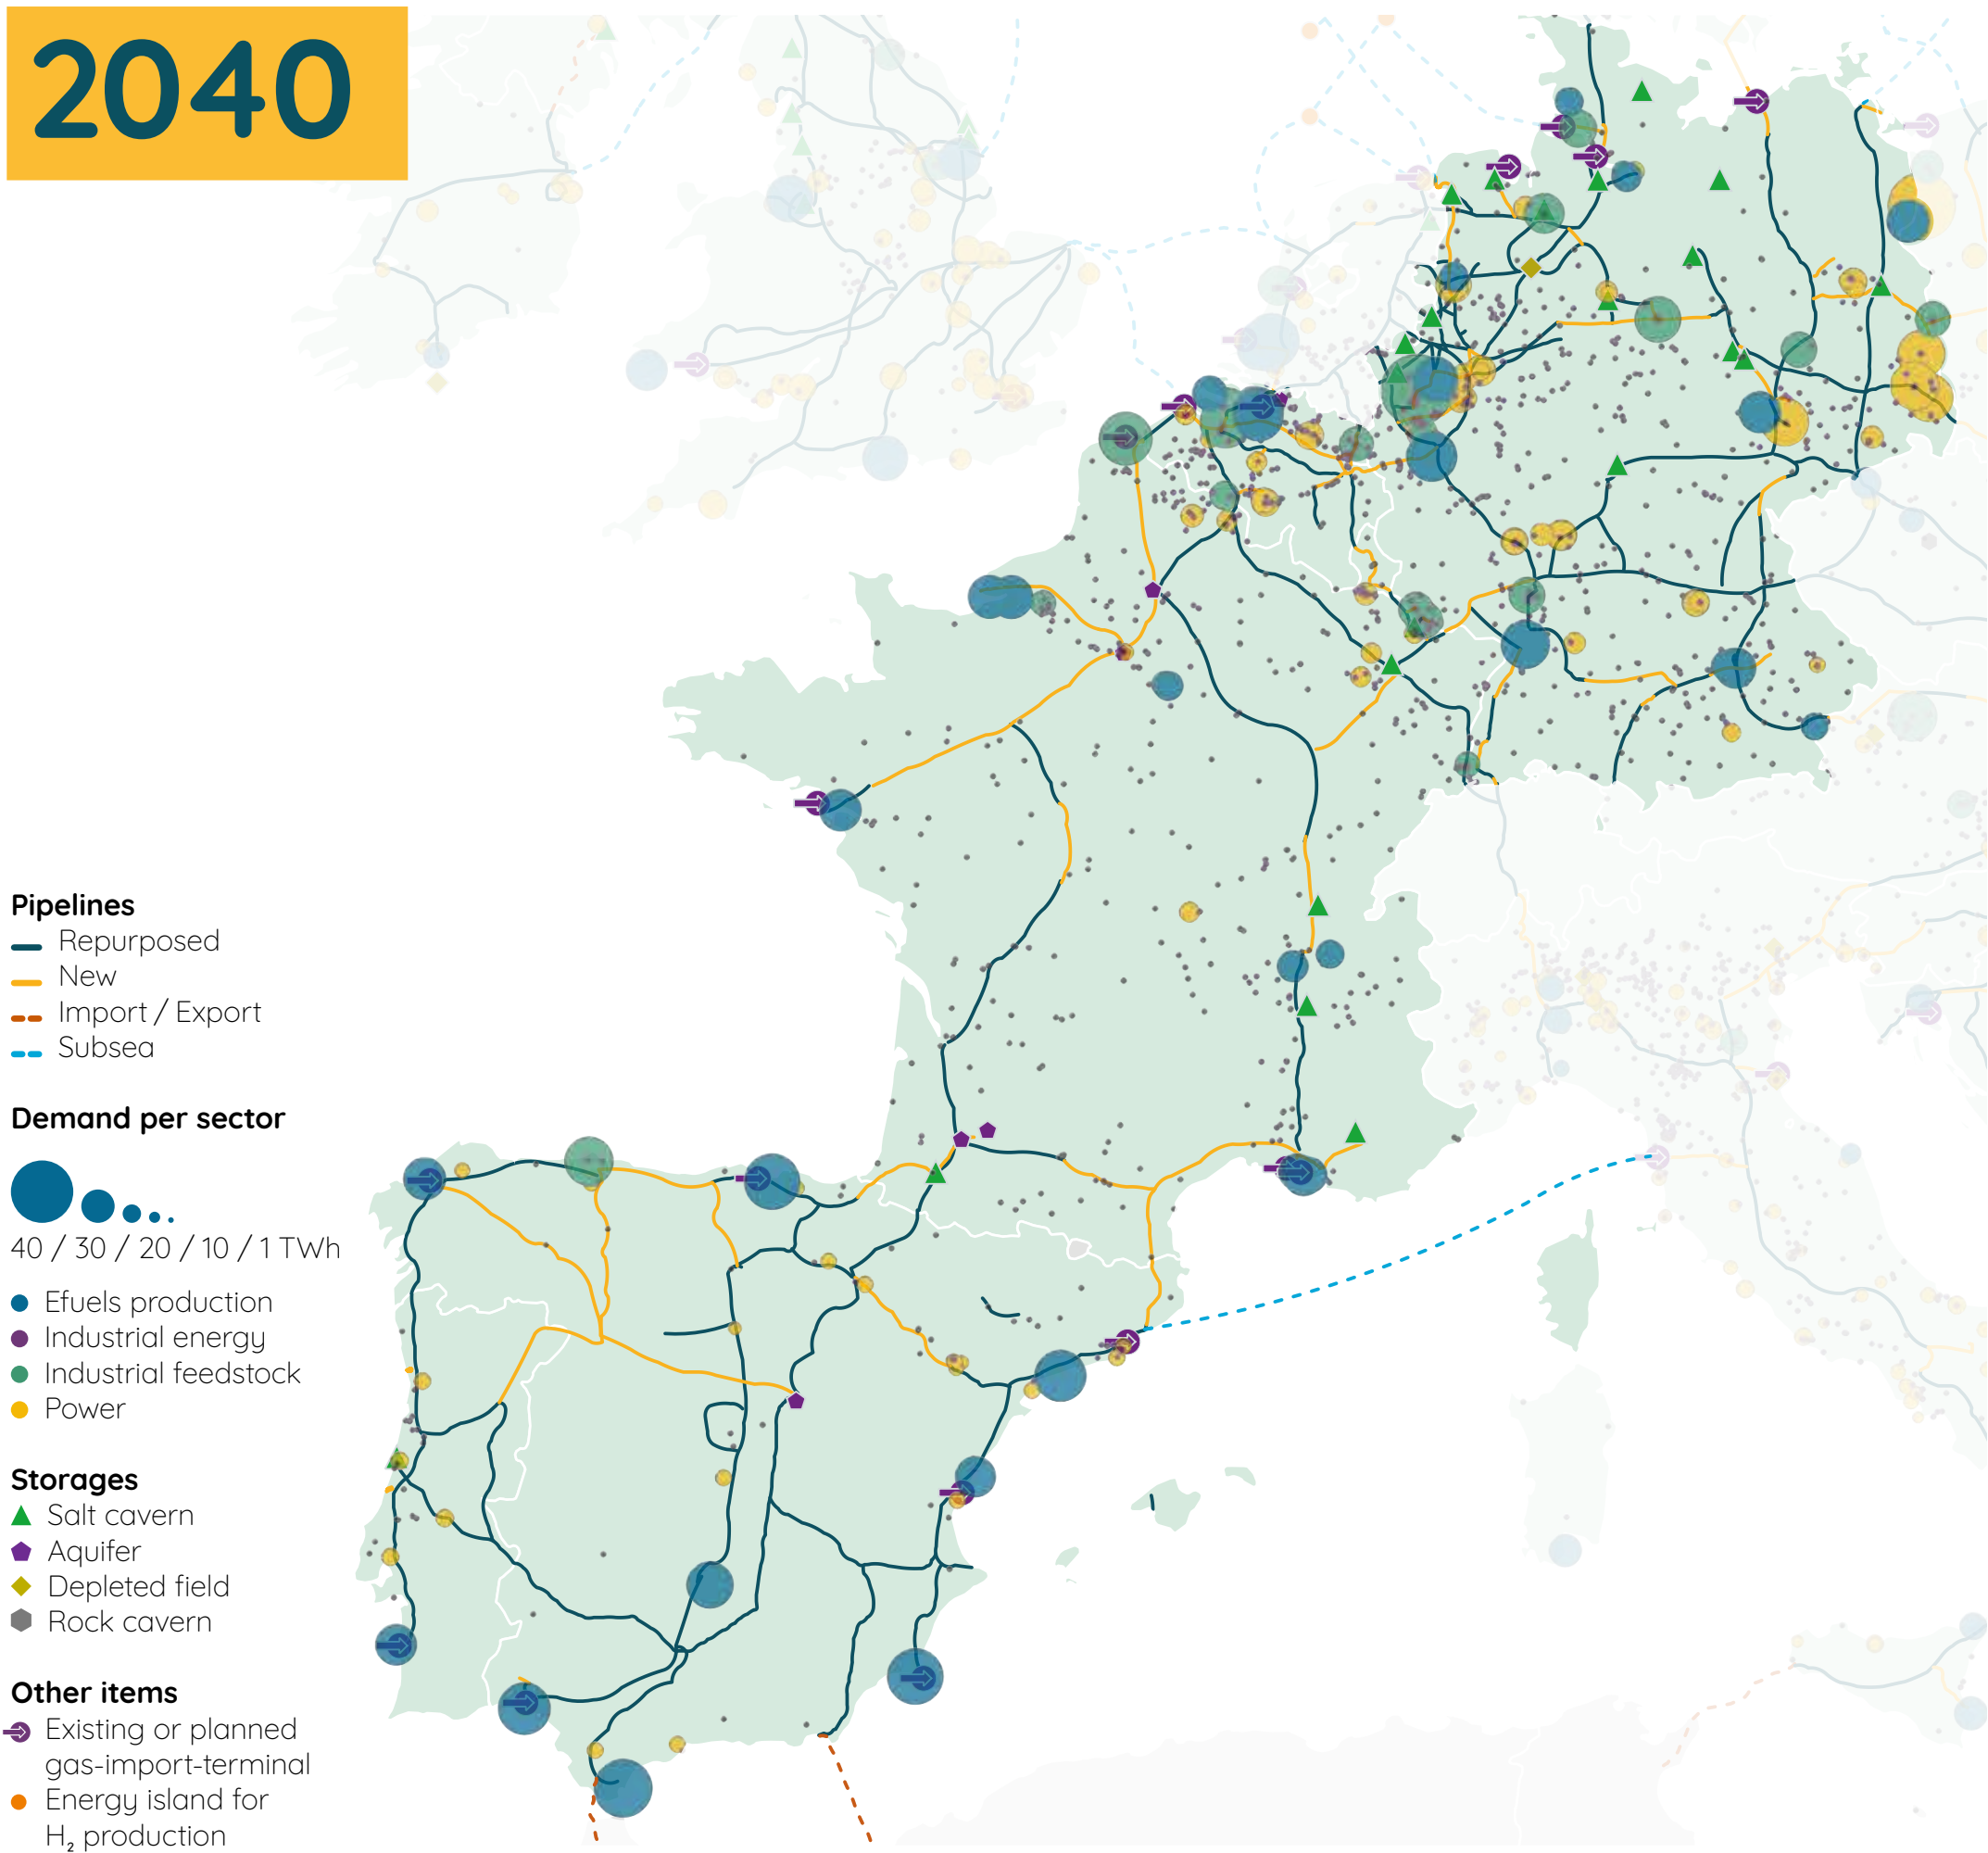 2040
Pipelines
Repurposed
New
Import / Export
Subsea
Demand per sector
40 / 30 / 20 / 10 / 1 TWh
Efuels production
Industrial energy
Industrial feedstock
Power
Storages
Salt cavern
Aquifer
Depleted field
Rock cavern
Other items
Existing or planned
gas-import-terminal
Energy island for
H₂ production